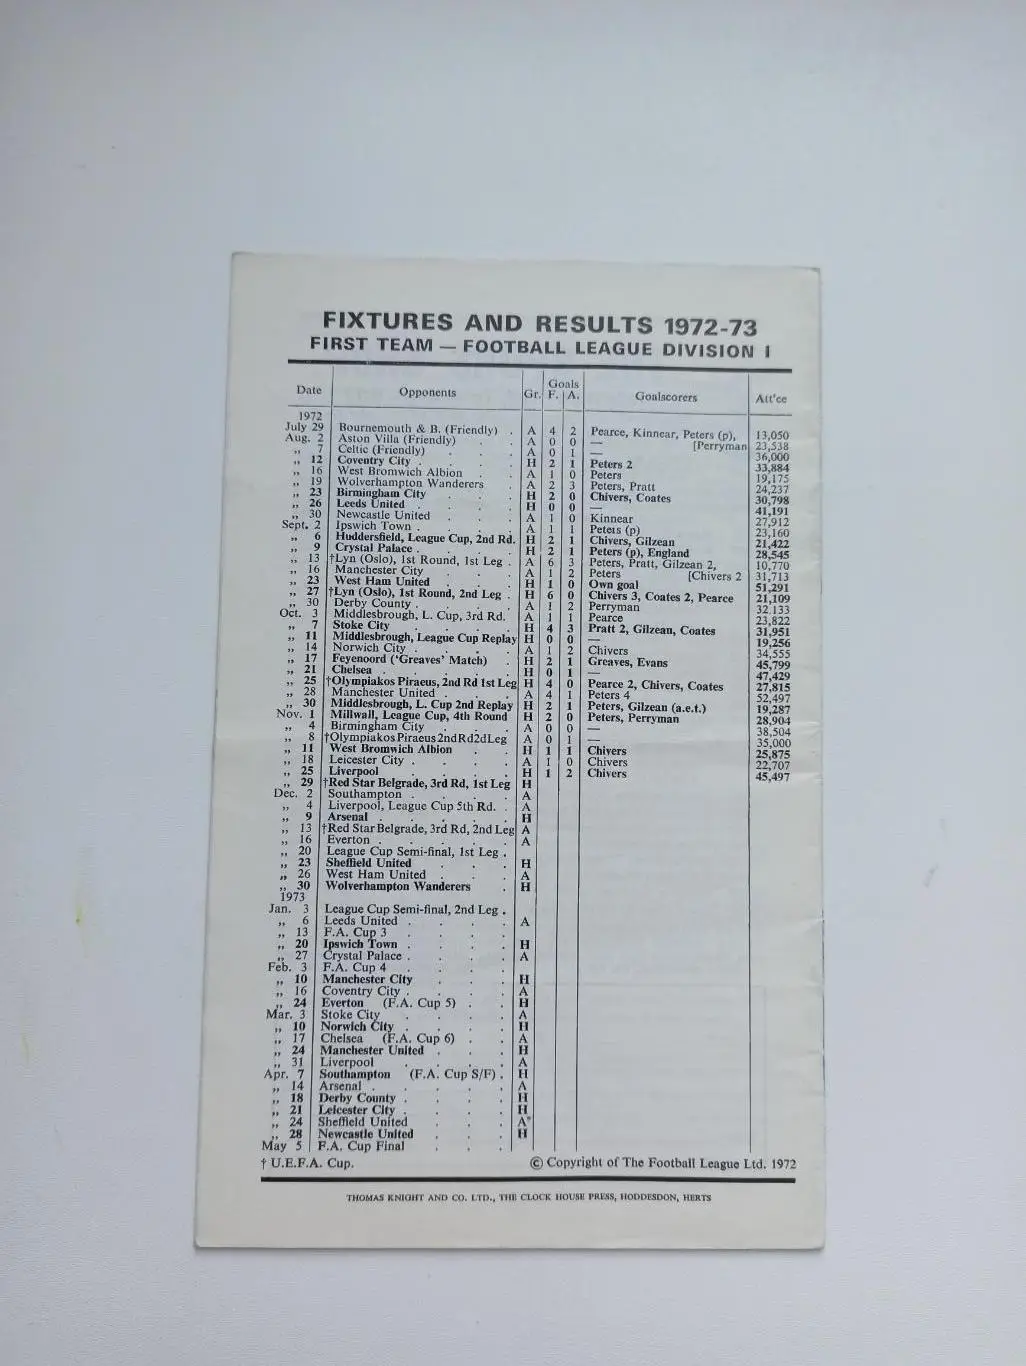 FIXTURES AND RESULTS 1972-73
FIRST TEAM — FOOTBALL LEAGUE DIVISION I
Date Opponents Gr. Goals F. A. Goalscorers Att'ce
1972
July 29 Bournemouth & B. (Friendly) . A 4 2 Pearce, Kinnear, Peters (p), 13,050
Aug. 2 Aston Villa (Friendly) . . A 0 0 — [Perryman 23,538
„ 7 Celtic (Friendly) . . . A 0 1 — 36,000
„ 12 Coventry City . . . . H 2 1 Peters 2 33,884
„ 16 West Bromwich Albion . . A 1 0 Peters 19,175
„ 19 Wolverhampton Wanderers . A 2 3 Peters, Pratt 24,237
„ 23 Birmingham City . . . H 2 0 Chivers, Coates 30,798
„ 26 Leeds United . . . . H 0 0 — 41,191
„ 30 Newcastle United . . . A 1 0 Kinnear 27,912
Sept. 2 Ipswich Town . . . . A 1 1 Peters (p) 23,160
„ 6 Huddersfield, League Cup, 2nd Rd. H 2 1 Chivers, Gilzean 21,422
„ 9 Crystal Palace . . . . H 2 1 Peters (p), England 28,545
„ 13 †Lyn (Oslo), 1st Round, 1st Leg . A 6 3 Peters, Pratt, Gilzean 2, 10,770
„ 16 Manchester City . . . A 1 2 Peters [Chivers 2 31,713
„ 23 West Ham United . . . H 1 0 Own goal 51,291
„ 27 †Lyn (Oslo), 1st Round, 2nd Leg . H 6 0 Chivers 3, Coates 2, Pearce 21,109
„ 30 Derby County . . . . A 1 2 Perryman 32,133
Oct. 3 Middlesbrough, L. Cup, 3rd Rd. A 1 1 Pearce 23,822
„ 7 Stoke City . . . . H 4 3 Pratt 2, Gilzean, Coates 31,951
„ 11 Middlesbrough, League Cup Replay H 0 0 — 19,256
„ 14 Norwich City . . . . A 1 2 Chivers 34,555
„ 17 Feyenoord ('Greaves' Match) . H 2 1 Greaves, Evans 45,799
„ 21 Chelsea . . . . . H 0 1 — 47,429
„ 25 †Olympiakos Piraeus, 2nd Rd 1st Leg H 4 0 Pearce 2, Chivers, Coates 27,815
„ 28 Manchester United . . . A 4 1 Peters 4 52,497
„ 30 Middlesbrough, L. Cup 2nd Replay H 2 1 Peters, Gilzean (a.e.t.) 19,287
Nov. 1 Millwall, League Cup, 4th Round H 2 0 Peters, Perryman 28,904
„ 4 Birmingham City . . . A 0 0 — 38,504
„ 8 †Olympiakos Piraeus 2nd Rd 2d Leg A 0 1 — 35,000
„ 11 West Bromwich Albion . . H 1 1 Chivers 25,875
„ 18 Leicester City . . . . A 1 0 Chivers 22,707
„ 25 Liverpool . . . . H 1 2 Chivers 45,497
„ 29 †Red Star Belgrade, 3rd Rd, 1st Leg H
Dec. 2 Southampton . . . . A
„ 4 Liverpool, League Cup 5th Rd. . A
„ 9 Arsenal . . . . . H
„ 13 †Red Star Belgrade, 3rd Rd, 2nd Leg A
„ 16 Everton . . . . . A
„ 20 League Cup Semi-final, 1st Leg .
„ 23 Sheffield United . . . H
„ 26 West Ham United . . . A
„ 30 Wolverhampton Wanderers . H
1973
Jan. 3 League Cup Semi-final, 2nd Leg .
„ 6 Leeds United . . . . A
„ 13 F.A. Cup 3 . . . .
„ 20 Ipswich Town . . . . H
„ 27 Crystal Palace . . . . A
Feb. 3 F.A. Cup 4 . . . .
„ 10 Manchester City . . . H
„ 16 Coventry City . . . . A
„ 24 Everton (F.A. Cup 5) . . H
Mar. 3 Stoke City . . . . A
„ 10 Norwich City . . . . H
„ 17 Chelsea (F.A. Cup 6) . . A
„ 24 Manchester United . . . H
„ 31 Liverpool . . . . A
Apr. 7 Southampton (F.A. Cup S/F) . H
„ 14 Arsenal . . . . . A
„ 18 Derby County . . . . H
„ 21 Leicester City . . . . H
„ 24 Sheffield United . . . A*
„ 28 Newcastle United . . . H
May 5 F.A. Cup Final . . .
† U.E.F.A. Cup. © Copyright of The Football League Ltd. 1972
THOMAS KNIGHT AND CO. LTD., THE CLOCK HOUSE PRESS, HODDESDON, HERTS